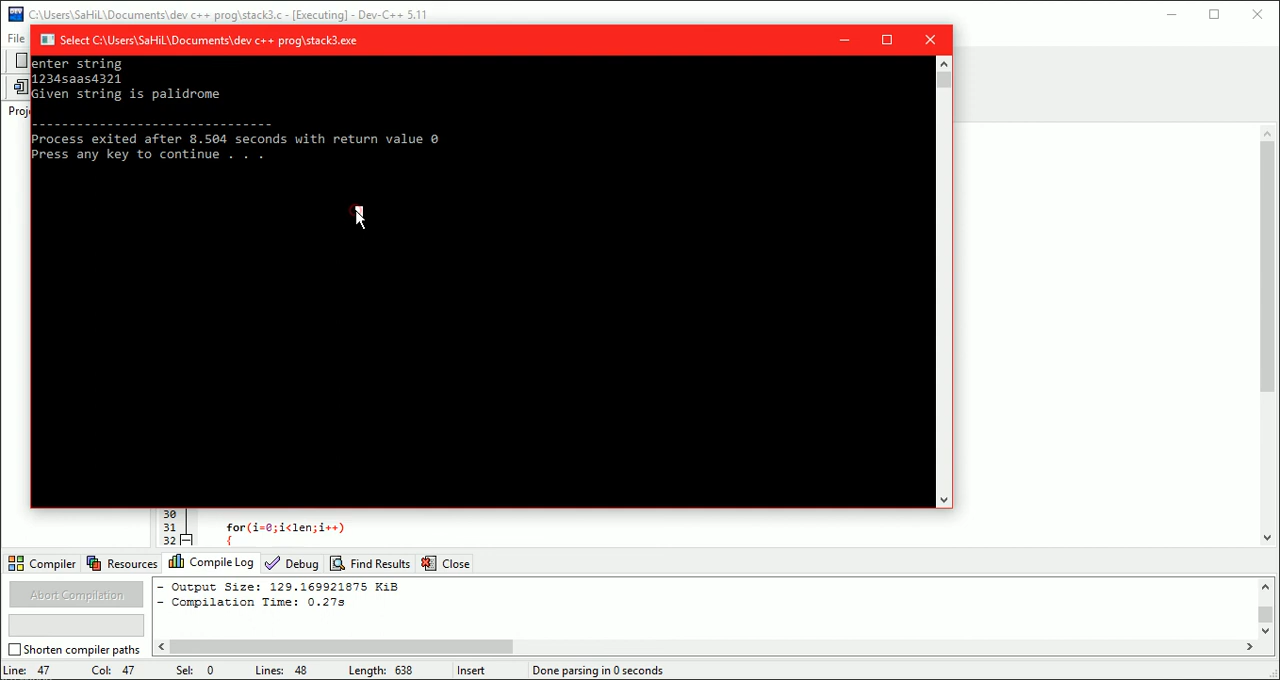 C:\Users\SaHiL\Documents\dev c++ prog\stack3.c - [Executing] - Dev-C++ 5.11
File
Select C:\Users\SaHiL\Documents\dev c++ prog\stack3.exe
enter string
1234saas4321
Given string is palidrome
--------------------------------
Process exited after 8.504 seconds with return value 0
Press any key to continue . . .
30
31 for(i=0;i<len;i++)
32 {
Compiler Resources Compile Log Debug Find Results Close
Abort Compilation
- Output Size: 129.169921875 KiB
- Compilation Time: 0.27s
Shorten compiler paths
Line: 47 Col: 47 Sel: 0 Lines: 48 Length: 638 Insert Done parsing in 0 seconds